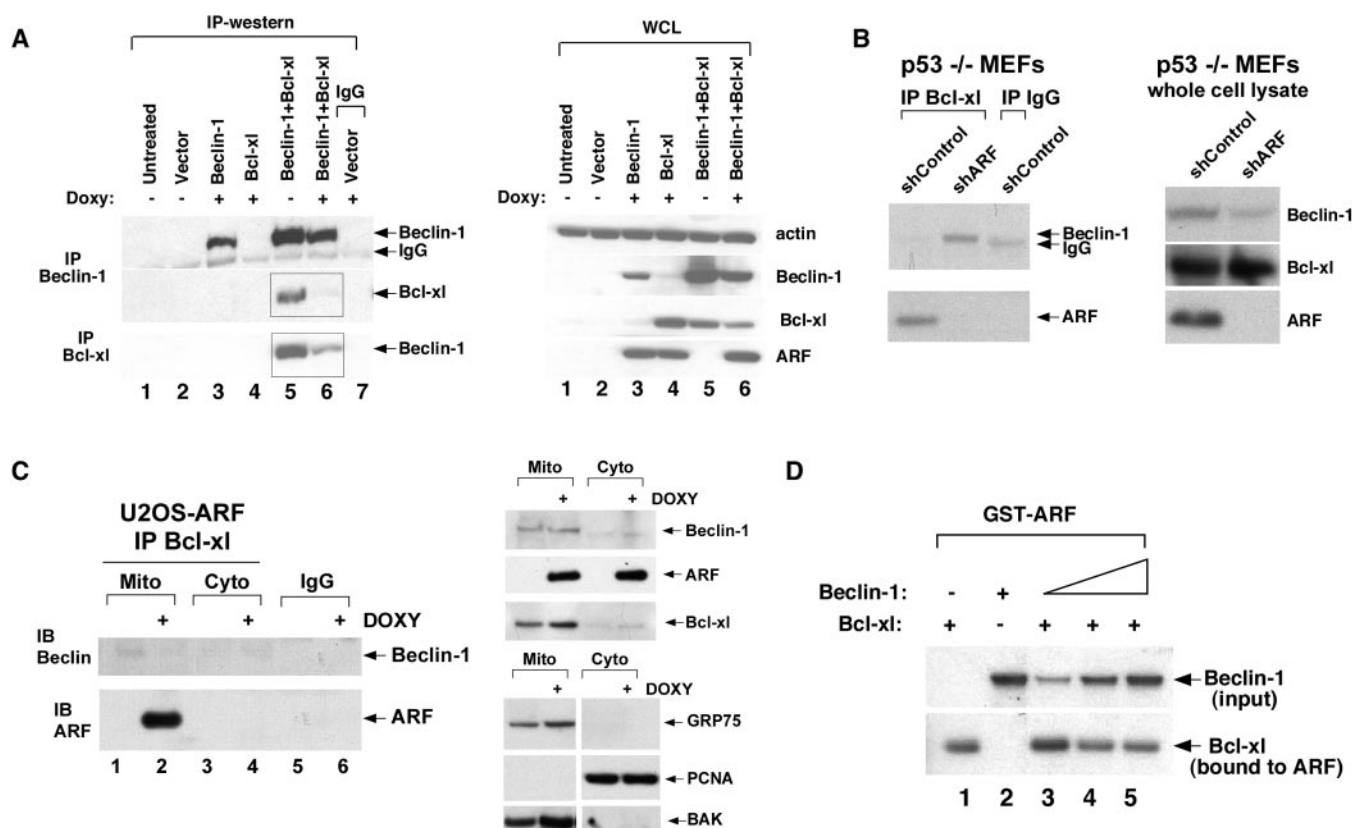 A
IP-western
Untreated
Vector
Beclin-1
Bcl-xl
Beclin-1+Bcl-xl
Beclin-1+Bcl-xl
IgG
Vector
Doxy: - - + + - + +
IP Beclin-1
Beclin-1
IgG
Bcl-xl
IP Bcl-xl
Beclin-1
1 2 3 4 5 6 7
WCL
Untreated
Vector
Beclin-1
Bcl-xl
Beclin-1+Bcl-xl
Beclin-1+Bcl-xl
Doxy: + + - +
actin
Beclin-1
Bcl-xl
ARF
1 2 3 4 5 6
B
p53 -/- MEFs
IP Bcl-xl IP IgG
shControl
shARF
shControl
Beclin-1
IgG
ARF
p53 -/- MEFs
whole cell lysate
shControl
shARF
Beclin-1
Bcl-xl
ARF
C
U2OS-ARF
IP Bcl-xl
Mito Cyto IgG
+ + + DOXY
IB
Beclin
Beclin-1
IB
ARF
ARF
1 2 3 4 5 6
Mito Cyto
+ + DOXY
Beclin-1
ARF
Bcl-xl
Mito Cyto
+ + DOXY
GRP75
PCNA
BAK
D
GST-ARF
Beclin-1: - +
Bcl-xl: + - + + +
Beclin-1
(input)
Bcl-xl
(bound to ARF)
1 2 3 4 5